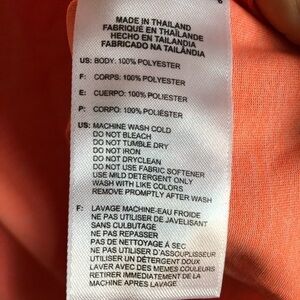 MADE IN THAILAND
FABRIQUÉ EN THAÏLANDE
HECHO EN TAILANDIA
FABRICADO NA TAILÂNDIA
US: BODY: 100% POLYESTER
F: CORPS: 100% POLYESTER
E: CUERPO: 100% POLIESTER
P: CORPO: 100% POLIÉSTER
US: MACHINE WASH COLD
DO NOT BLEACH
DO NOT TUMBLE DRY
DO NOT IRON
DO NOT DRYCLEAN
DO NOT USE FABRIC SOFTENER
USE MILD DETERGENT ONLY
WASH WITH LIKE COLORS
REMOVE PROMPTLY AFTER WASH
F: LAVAGE MACHINE-EAU FROIDE
NE PAS UTILISER DE JAVELISANT
SANS CULBUTAGE
NE PAS REPASSER
PAS DE NETTOYAGE À SEC
NE PAS UTILISER D'ASSOUPLISSEUR
UTILISER UN DÉTERGENT DOUX
LAVER AVEC DES MEMES COULEURS
RETIRER IMMÉDIATEMENT DE LA
MACHINE APRÈS LAVAGE